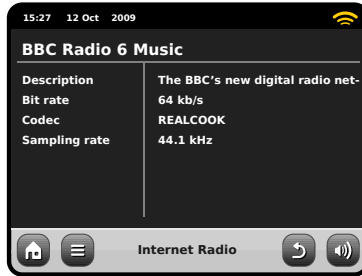 15:27 12 Oct 2009
BBC Radio 6 Music
Description The BBC's new digital radio net-
Bit rate 64 kb/s
Codec REALCOOK
Sampling rate 44.1 kHz
Internet Radio